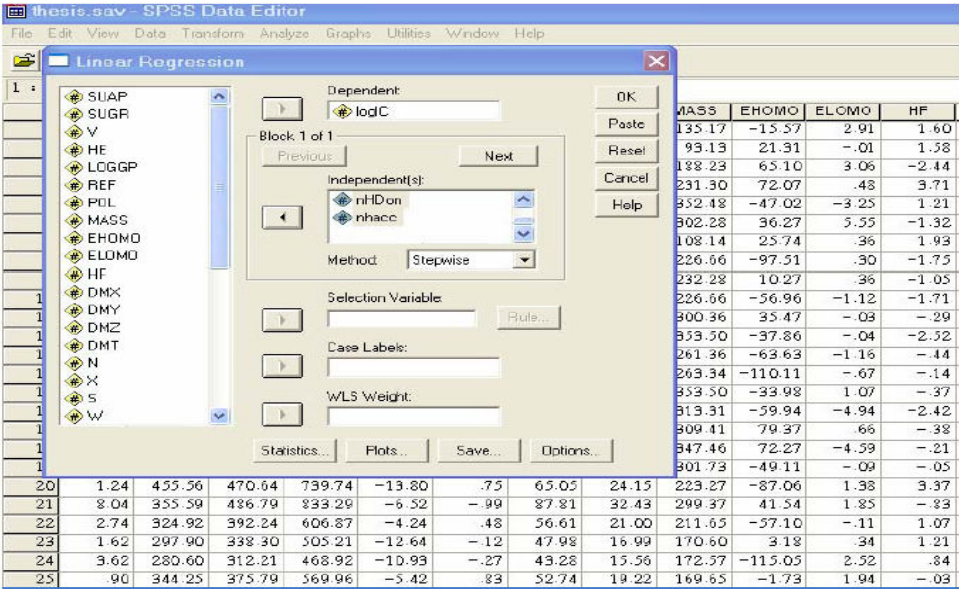 thesis.sav - SPSS Data Editor
File Edit View Data Transform Analyze Graphs Utilities Window Help
Linear Regression
1 :
SUAP
SUGR
V
HE
LOGGP
REF
POL
MASS
EHOMO
ELOMO
HF
DMX
DMY
DMZ
DMT
N
X
S
W
Dependent:
logIC
Block 1 of 1
Previous Next
Independent(s):
nHDon
nhacc
Method: Stepwise
Selection Variable:
Rule...
Case Labels:
WLS Weight:
Statistics... Plots... Save... Options...
OK
Paste
Reset
Cancel
Help
MASS EHOMO ELOMO HF
135.17 -15.57 2.91 1.60
93.13 21.31 -.01 1.58
188.23 65.10 3.06 -2.44
231.30 72.07 .48 3.71
352.48 -47.02 -3.25 1.21
302.28 36.27 5.55 -1.32
108.14 25.74 .36 1.93
226.66 -97.51 .30 -1.75
232.28 10.27 .36 -1.05
226.66 -56.96 -1.12 -1.71
300.36 35.47 -.03 -.29
353.50 -37.86 -.04 -2.52
261.36 -63.63 -1.16 -.44
263.34 -110.11 -.67 -.14
353.50 -33.98 1.07 -.37
313.31 -59.94 -4.94 -2.42
309.41 79.37 .66 -.38
347.46 72.27 -4.59 -.21
301.73 -49.11 -.09 -.05
20 1.24 455.56 470.64 739.74 -13.80 .75 65.05 24.15 223.27 -87.06 1.38 3.37
21 8.04 355.59 486.79 833.29 -6.52 -.99 87.81 32.43 299.37 41.54 1.85 -.83
22 2.74 324.92 392.24 606.87 -4.24 .48 56.61 21.00 211.65 -57.10 -.11 1.07
23 1.62 297.90 338.30 505.21 -12.64 -.12 47.98 16.99 170.60 3.18 .34 1.21
24 3.62 280.60 312.21 468.92 -10.93 -.27 43.28 15.56 172.57 -115.05 2.52 .84
25 .90 344.25 375.79 569.96 -5.42 .83 52.74 19.22 169.65 -1.73 1.94 -.03